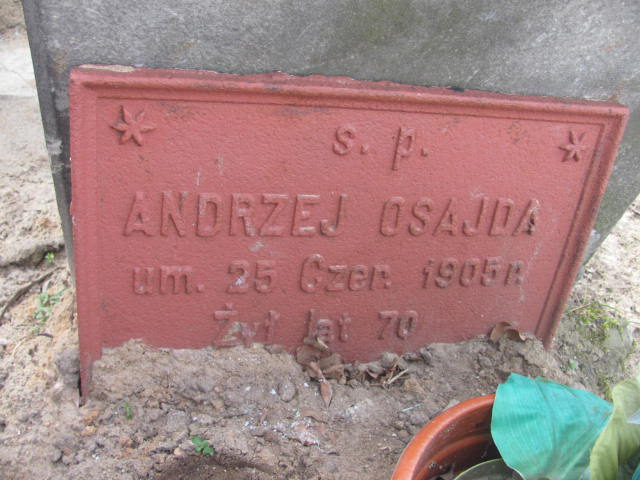 s. p.
ANDRZEJ OSAJDA
um. 25 Czer. 1905 r.
Żył lat 70